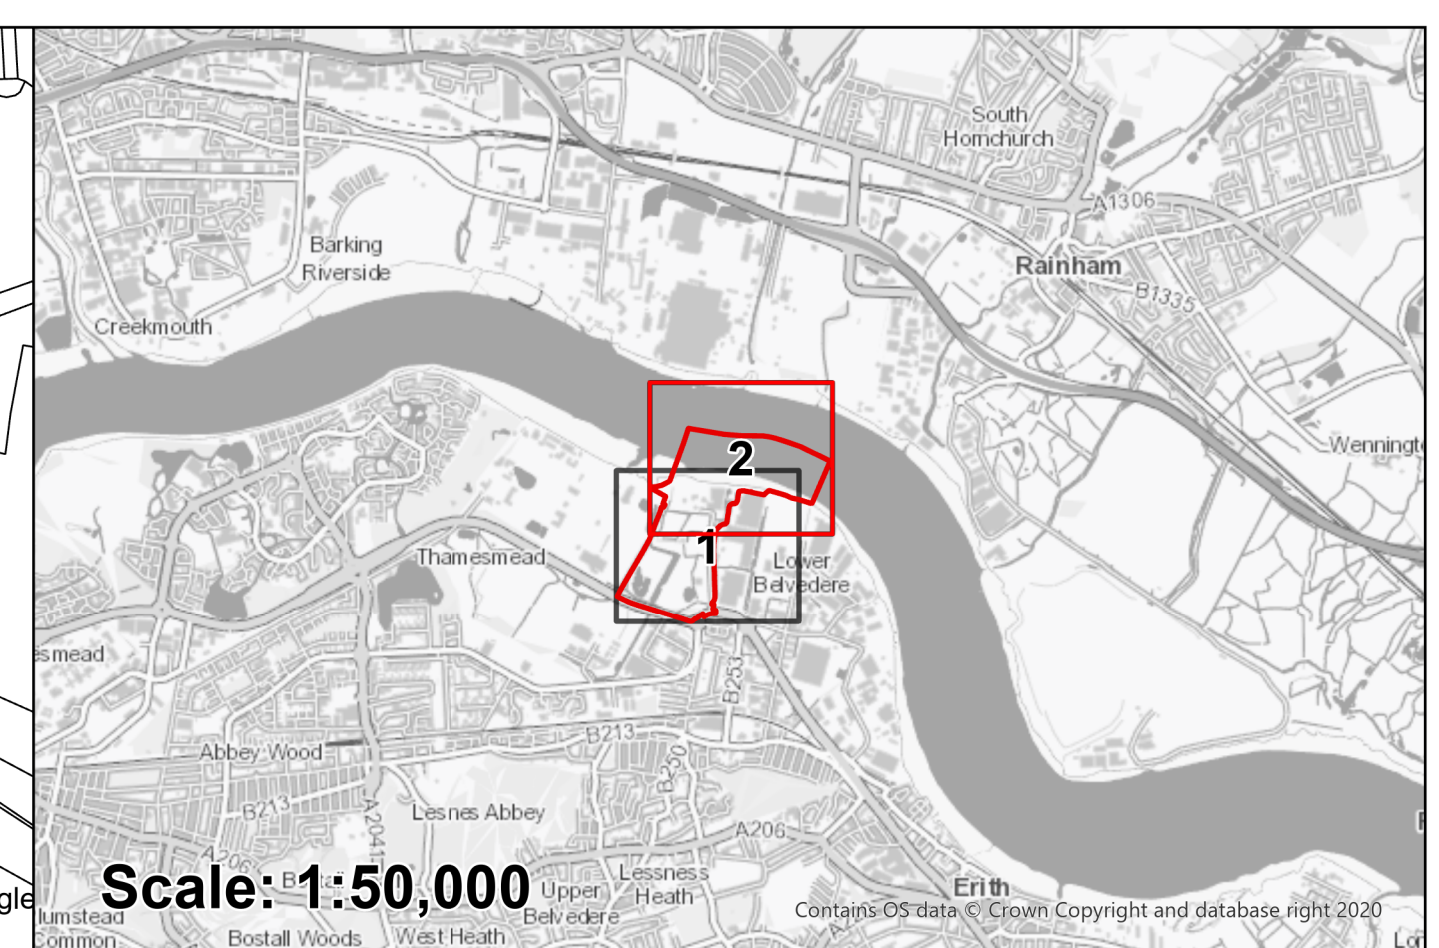 South
Hornchurch
A1306
Barking
Riverside
Rainham
B1335
Creekmouth
Wenningt
2
1
Thamesmead
Lower
Belvedere
esmead
B253
B213
Abbey Wood
B250
B213
Lesnes Abbey
A2041
A206
A206
Scale: 1:50,000
Lessness
Heath
Upper
Belvedere
Erith
gle
Contains OS data © Crown Copyright and database right 2020
lumstead
Common
Bostall Woods
West Heath